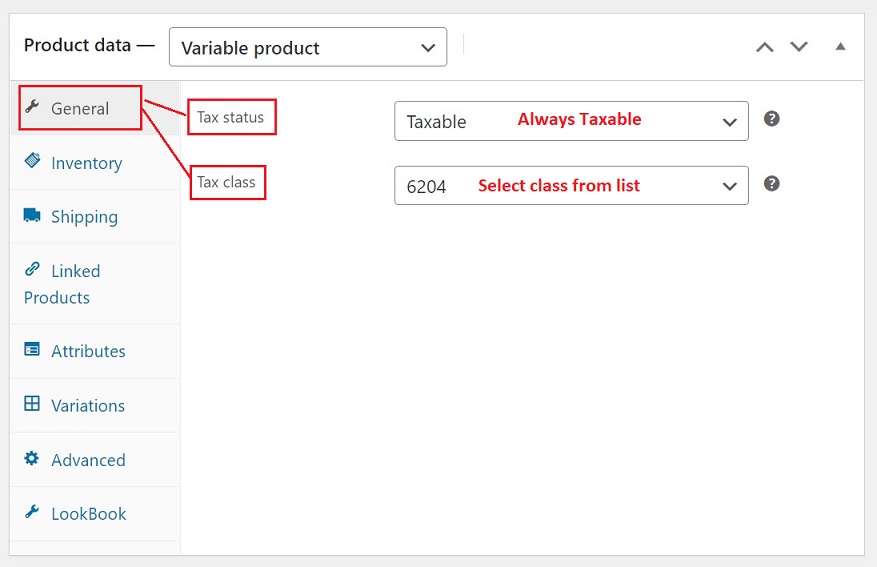 Product data — Variable product
General
Tax status
Taxable Always Taxable ?
Tax class
6204 Select class from list ?
Inventory
Shipping
Linked
Products
Attributes
Variations
Advanced
LookBook